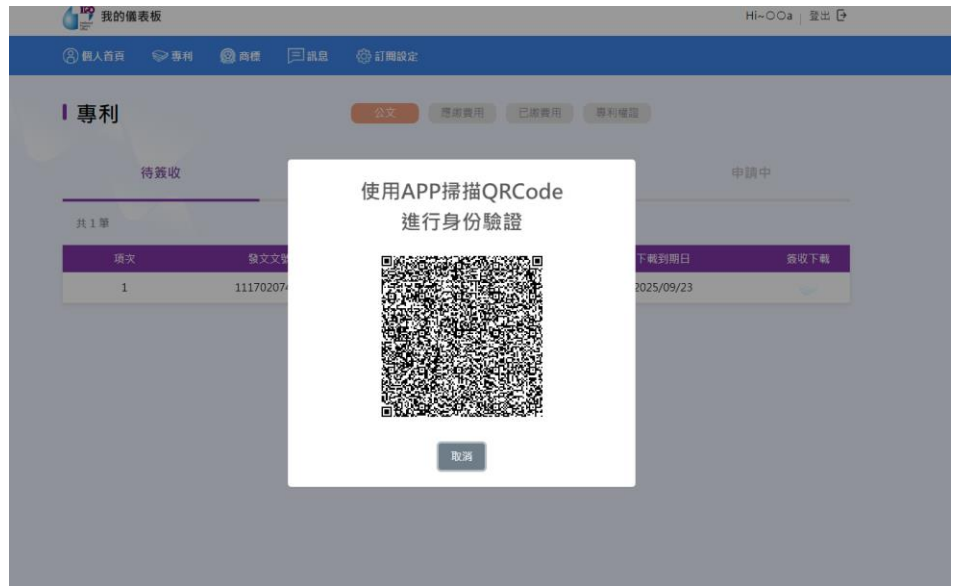 TIPO 我的儀表板
Hi~○○a | 登出
個人首頁 專利 商標 訊息 訂閱設定
專利
公文 應繳費用 已繳費用 專利權證
待簽收 申請中
共 1 筆
項次 發文文號 下載到期日 簽收下載
1 111702074 2025/09/23
使用APP掃描QRCode
進行身份驗證
取消